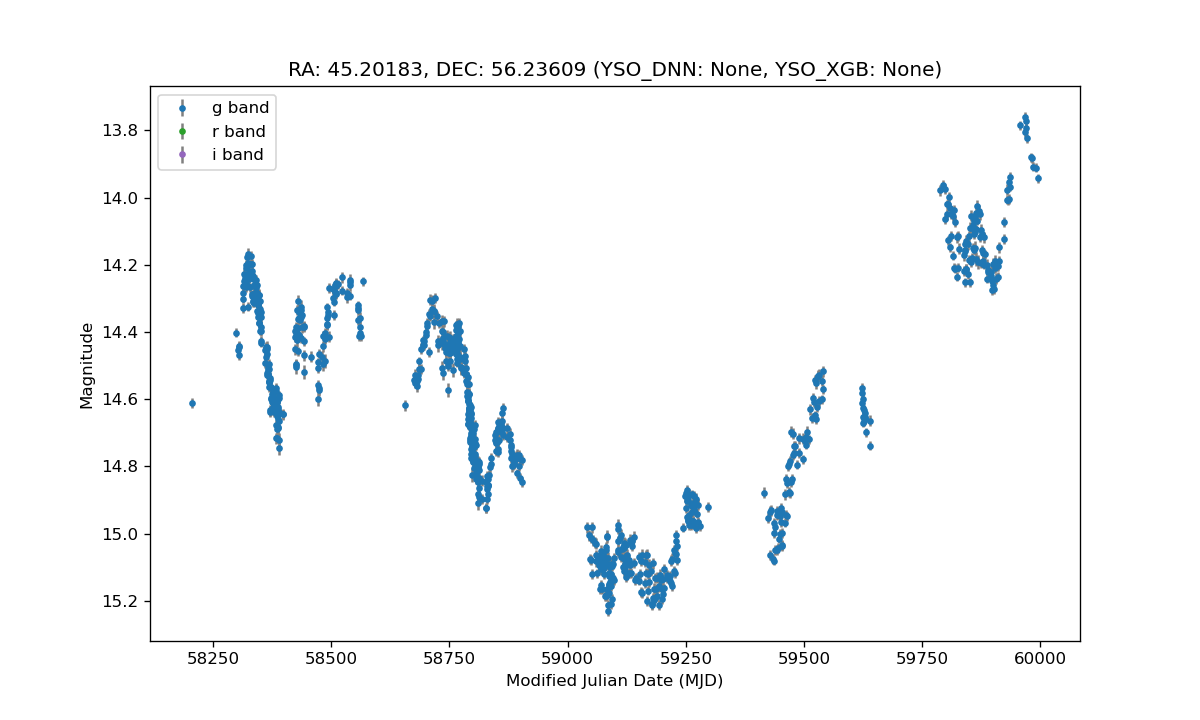 RA: 45.20183, DEC: 56.23609 (YSO_DNN: None, YSO_XGB: None)
g band
r band
i band
13.8
14.0
14.2
14.4
14.6
14.8
15.0
15.2
Magnitude
58250 58500 58750 59000 59250 59500 59750 60000
Modified Julian Date (MJD)